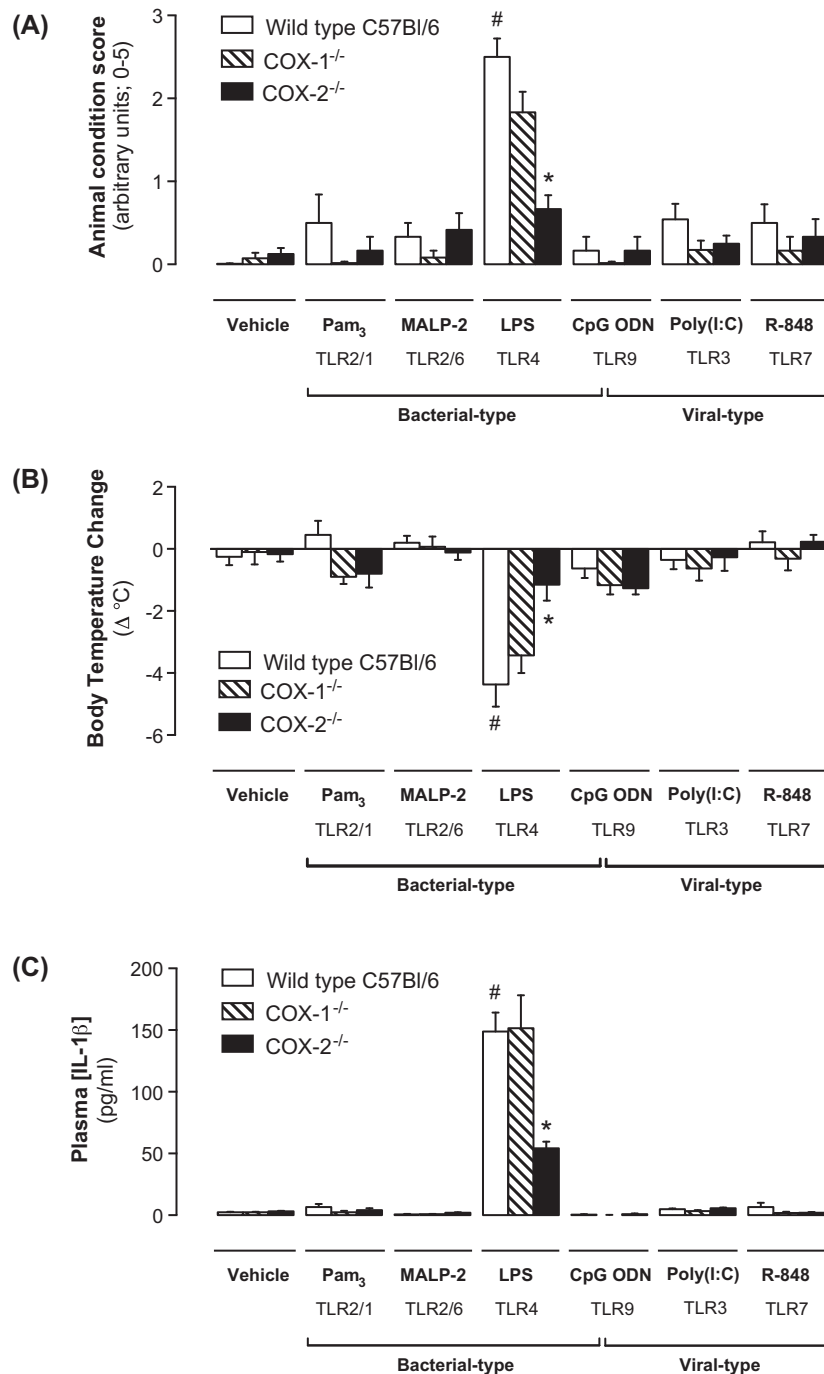 (A)
Animal condition score
(arbitrary units; 0-5)
3
2
1
0
Wild type C57Bl/6
COX-1-/-
COX-2-/-
#
*
Vehicle Pam3 MALP-2 LPS CpG ODN Poly(I:C) R-848
TLR2/1 TLR2/6 TLR4 TLR9 TLR3 TLR7
Bacterial-type Viral-type
(B)
Body Temperature Change
(Δ °C)
2
0
-2
-4
-6
Wild type C57Bl/6
COX-1-/-
COX-2-/-
*
#
Vehicle Pam3 MALP-2 LPS CpG ODN Poly(I:C) R-848
TLR2/1 TLR2/6 TLR4 TLR9 TLR3 TLR7
Bacterial-type Viral-type
(C)
Plasma [IL-1β]
(pg/ml)
200
150
100
50
0
Wild type C57Bl/6
COX-1-/-
COX-2-/-
#
*
Vehicle Pam3 MALP-2 LPS CpG ODN Poly(I:C) R-848
TLR2/1 TLR2/6 TLR4 TLR9 TLR3 TLR7
Bacterial-type Viral-type